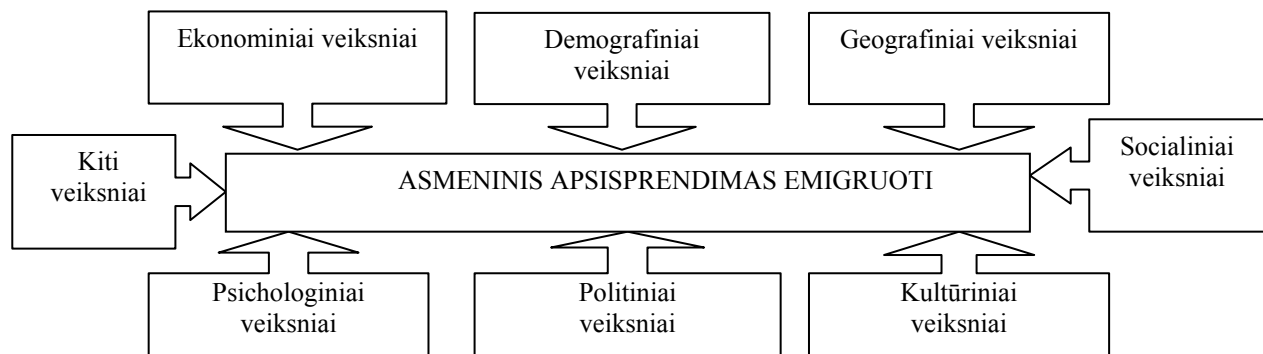 Ekonominiai veiksniai
Demografiniai
veiksniai
Geografiniai veiksniai
Kiti
veiksniai
ASMENINIS APSISPRENDIMAS EMIGRUOTI
Socialiniai
veiksniai
Psichologiniai
veiksniai
Politiniai
veiksniai
Kultūriniai
veiksniai